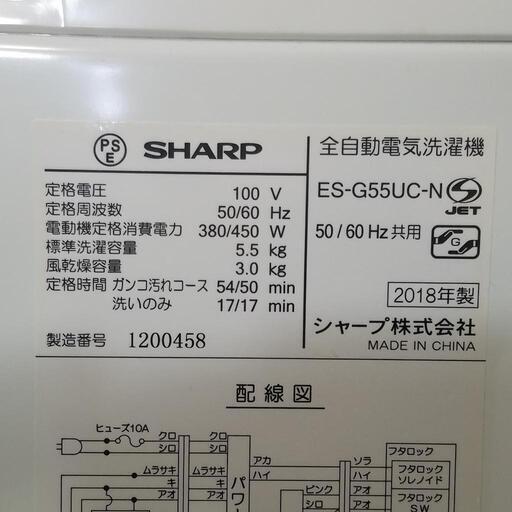 PSE
SHARP
全自動電気洗濯機
定格電圧 100 V
定格周波数 50/60 Hz
電動機定格消費電力 380/450 W
標準洗濯容量 5.5 kg
風乾燥容量 3.0 kg
定格時間 ガンコ汚れコース 54/50 min
洗いのみ 17/17 min
製造番号 1200458
ES-G55UC-N
S JET
50/60 Hz 共用
G
2018年製
シャープ株式会社
MADE IN CHINA
配線図
ヒューズ10A
クロ クロ
シロ シロ
アカ ソラ
ハイ ハイ
ムラサキ ムラサキ
キ キ
アオ アオ
パワ
ピンク
シロ
フタロック
フタロック
ソレノイド
フタロック
SW